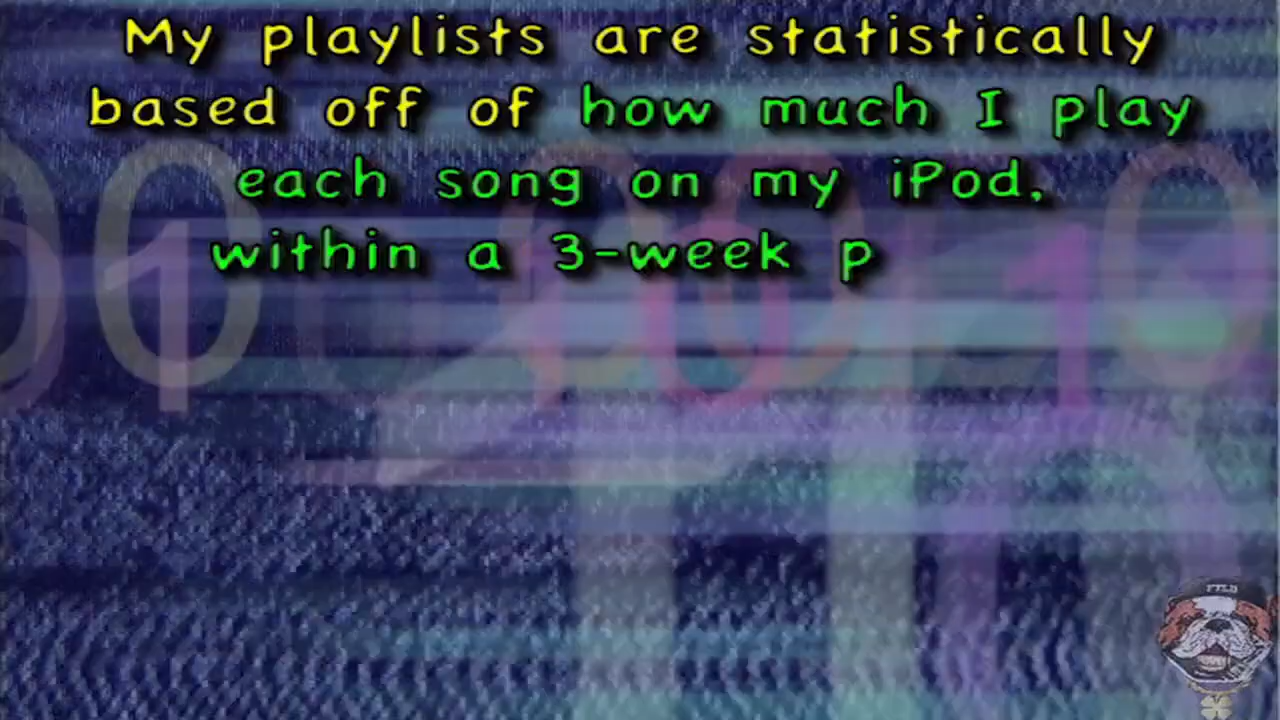 My playlists are statistically
based off of how much I play
each song on my iPod,
within a 3-week p